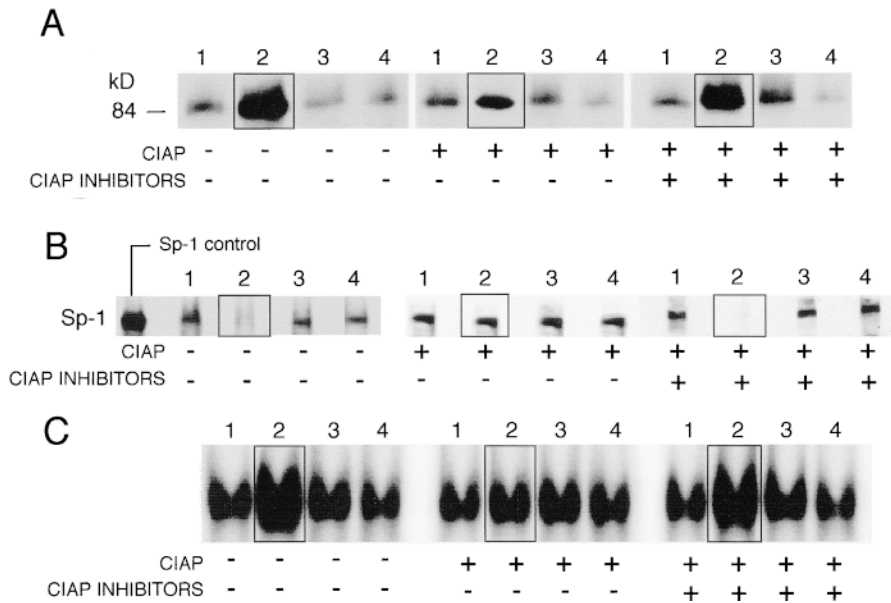 A
1 2 3 4 1 2 3 4 1 2 3 4
kD
84
CIAP - - - - + + + + + + + +
CIAP INHIBITORS - - - - - - - - + + + +
B
Sp-1 control
1 2 3 4 1 2 3 4 1 2 3 4
Sp-1
CIAP - - - - + + + + + + + +
CIAP INHIBITORS - - - - - - - - + + + +
C
1 2 3 4 1 2 3 4 1 2 3 4
CIAP - - - - + + + + + + + +
CIAP INHIBITORS - - - - - - - - + + + +